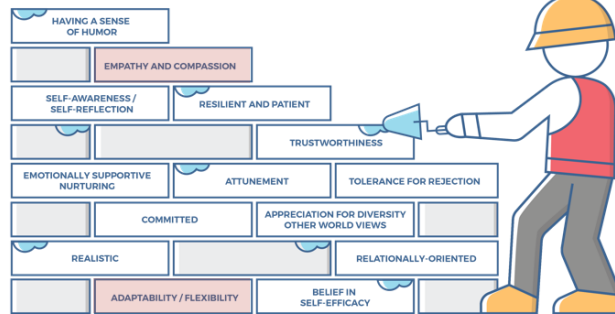 HAVING A SENSE
OF HUMOR
EMPATHY AND COMPASSION
SELF-AWARENESS /
SELF-REFLECTION
RESILIENT AND PATIENT
TRUSTWORTHINESS
EMOTIONALLY SUPPORTIVE
NURTURING
ATTUNEMENT
TOLERANCE FOR REJECTION
COMMITTED
APPRECIATION FOR DIVERSITY
OTHER WORLD VIEWS
REALISTIC
RELATIONALLY-ORIENTED
ADAPTABILITY / FLEXIBILITY
BELIEF IN
SELF-EFFICACY